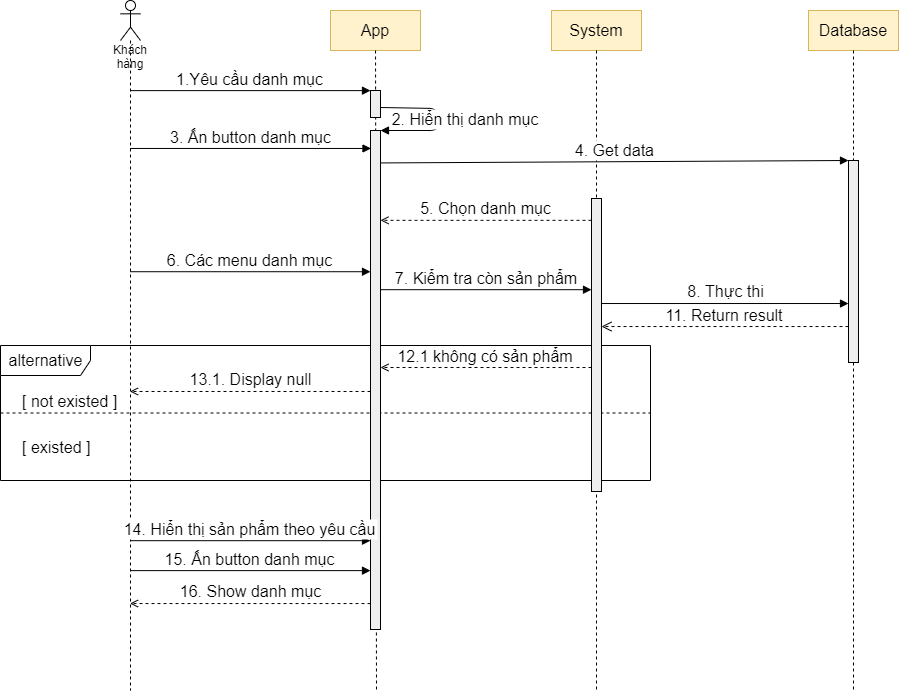 Khách
hàng
App
System
Database
1.Yêu cầu danh mục
2. Hiển thị danh mục
3. Ấn button danh mục
4. Get data
5. Chọn danh mục
6. Các menu danh mục
7. Kiểm tra còn sản phẩm
8. Thực thi
11. Return result
alternative
12.1 không có sản phẩm
13.1. Display null
[ not existed ]
[ existed ]
14. Hiển thị sản phẩm theo yêu cầu
15. Ấn button danh mục
16. Show danh mục